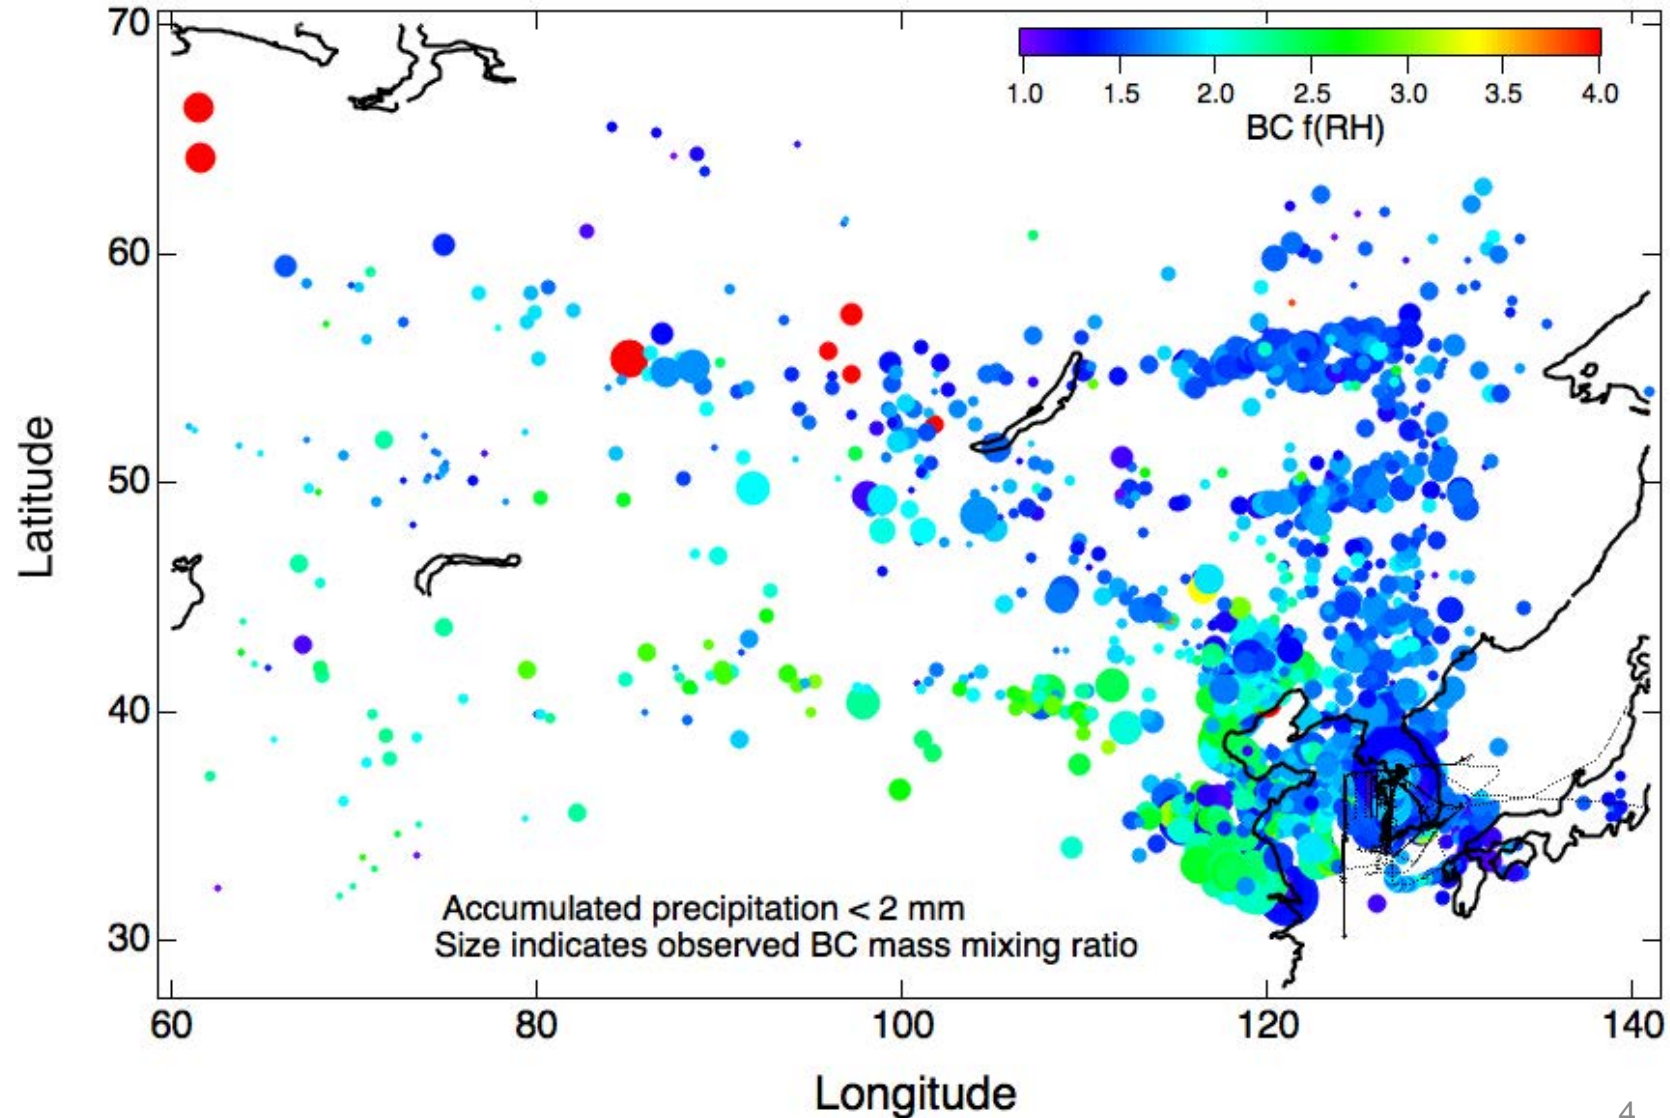 70
60
50
40
30
Latitude
1.0 1.5 2.0 2.5 3.0 3.5 4.0
BC f(RH)
Accumulated precipitation < 2 mm
Size indicates observed BC mass mixing ratio
60 80 100 120 140
Longitude
4